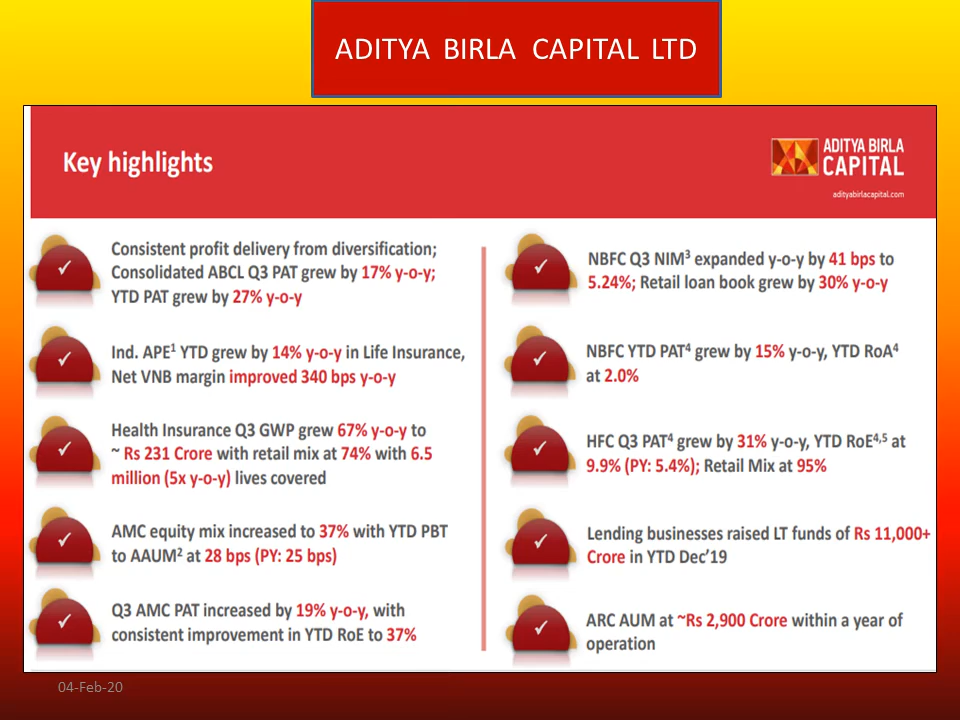 ADITYA BIRLA CAPITAL LTD
Key highlights
ADITYA BIRLA
CAPITAL
adityabirlacapital.com
Consistent profit delivery from diversification;
Consolidated ABCL Q3 PAT grew by 17% y-o-y;
YTD PAT grew by 27% y-o-y
Ind. APE¹ YTD grew by 14% y-o-y in Life Insurance,
Net VNB margin improved 340 bps y-o-y
Health Insurance Q3 GWP grew 67% y-o-y to
~ Rs 231 Crore with retail mix at 74% with 6.5
million (5x y-o-y) lives covered
AMC equity mix increased to 37% with YTD PBT
to AAUM² at 28 bps (PY: 25 bps)
Q3 AMC PAT increased by 19% y-o-y, with
consistent improvement in YTD RoE to 37%
NBFC Q3 NIM³ expanded y-o-y by 41 bps to
5.24%; Retail loan book grew by 30% y-o-y
NBFC YTD PAT⁴ grew by 15% y-o-y, YTD RoA⁴
at 2.0%
HFC Q3 PAT⁴ grew by 31% y-o-y, YTD RoE⁴,⁵ at
9.9% (PY: 5.4%); Retail Mix at 95%
Lending businesses raised LT funds of Rs 11,000+
Crore in YTD Dec'19
ARC AUM at ~Rs 2,900 Crore within a year of
operation
04-Feb-20